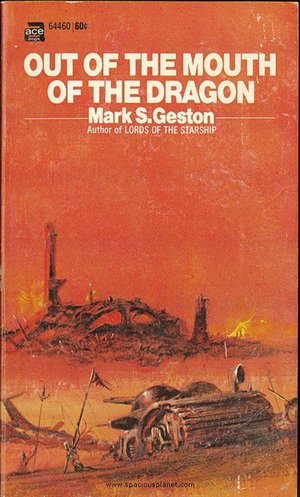 ace
BOOK
64460 | 60¢
OUT OF THE MOUTH
OF THE DRAGON
Mark S. Geston
Author of LORDS OF THE STARSHIP
www.spaciousplanet.com